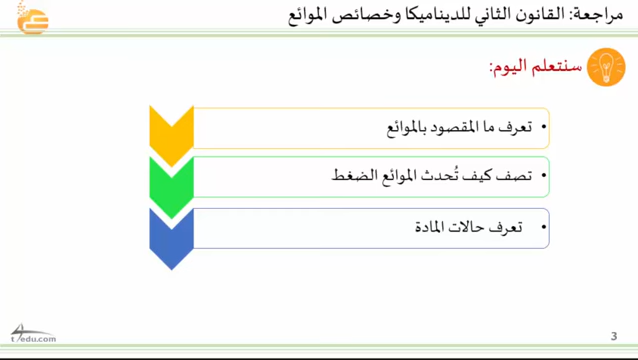 مراجعة: القانون الثاني للديناميكا وخصائص الموائع
سنتعلم اليوم:
• تعرف ما المقصود بالموائع
• تصف كيف تُحدث الموائع الضغط
• تعرف حالات المادة
t4edu.com
3